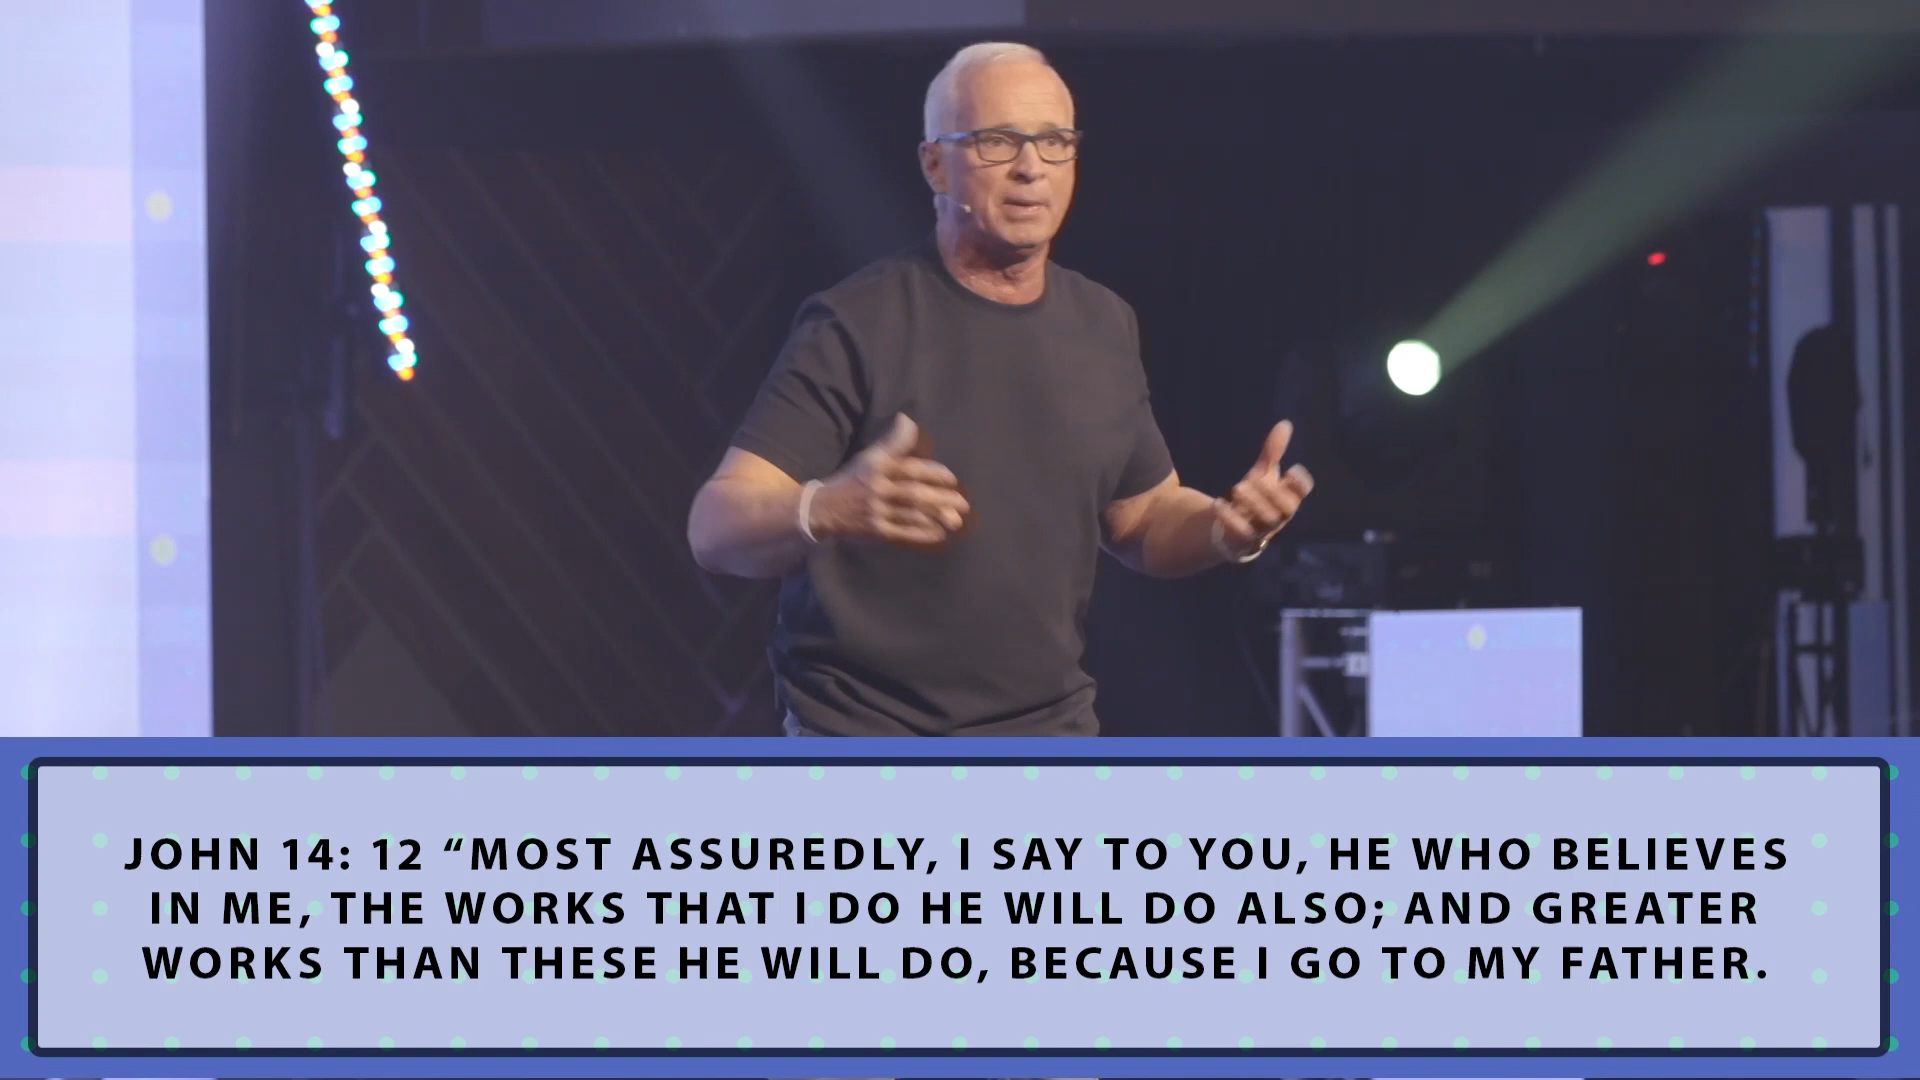 JOHN 14: 12 “MOST ASSUREDLY, I SAY TO YOU, HE WHO BELIEVES
IN ME, THE WORKS THAT I DO HE WILL DO ALSO; AND GREATER
WORKS THAN THESE HE WILL DO, BECAUSE I GO TO MY FATHER.